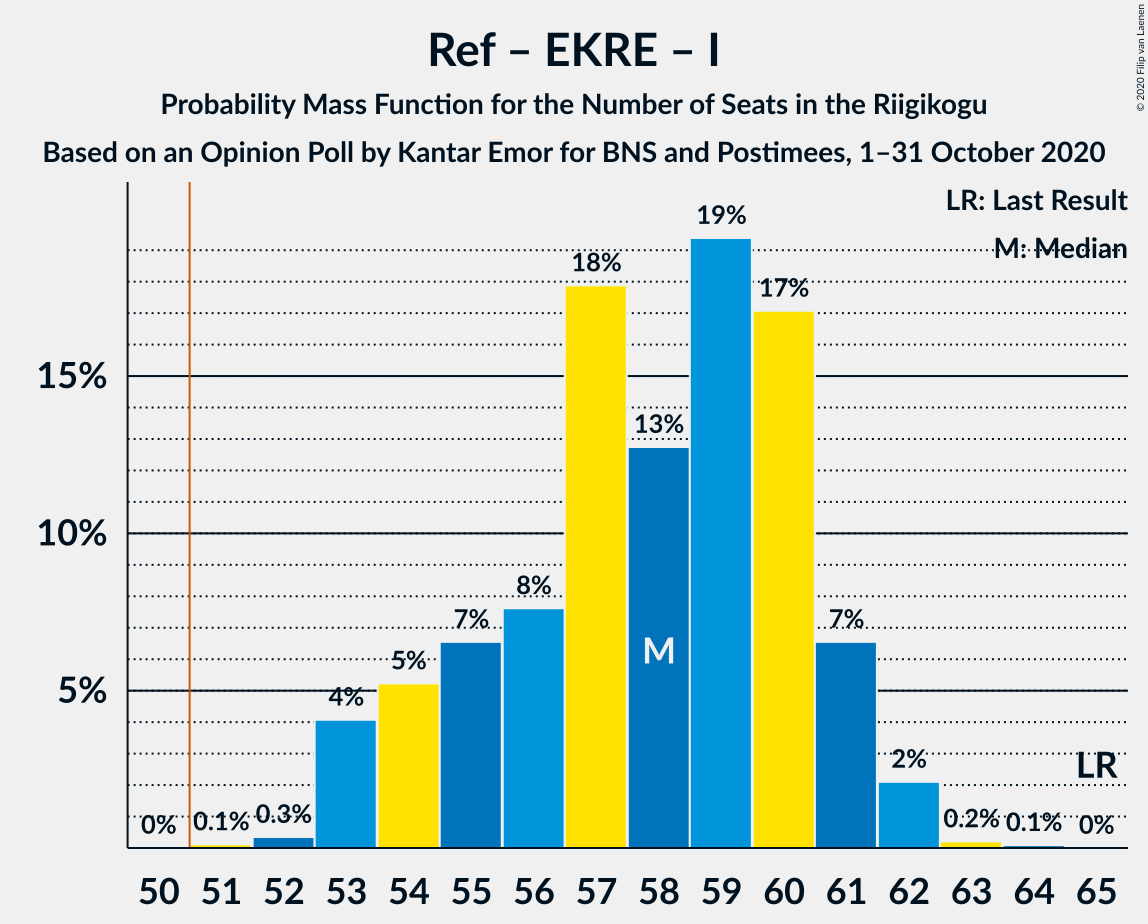 Ref – EKRE – I
Probability Mass Function for the Number of Seats in the Riigikogu
Based on an Opinion Poll by Kantar Emor for BNS and Postimees, 1–31 October 2020
© 2020 Filip van Laenen
LR: Last Result
M: Median
19%
18%
17%
15%
13%
10%
8%
7%
7%
M
5%
5%
4%
2%
LR
0%
0.1%
0.3%
0.2%
0.1%
0%
50 51 52 53 54 55 56 57 58 59 60 61 62 63 64 65